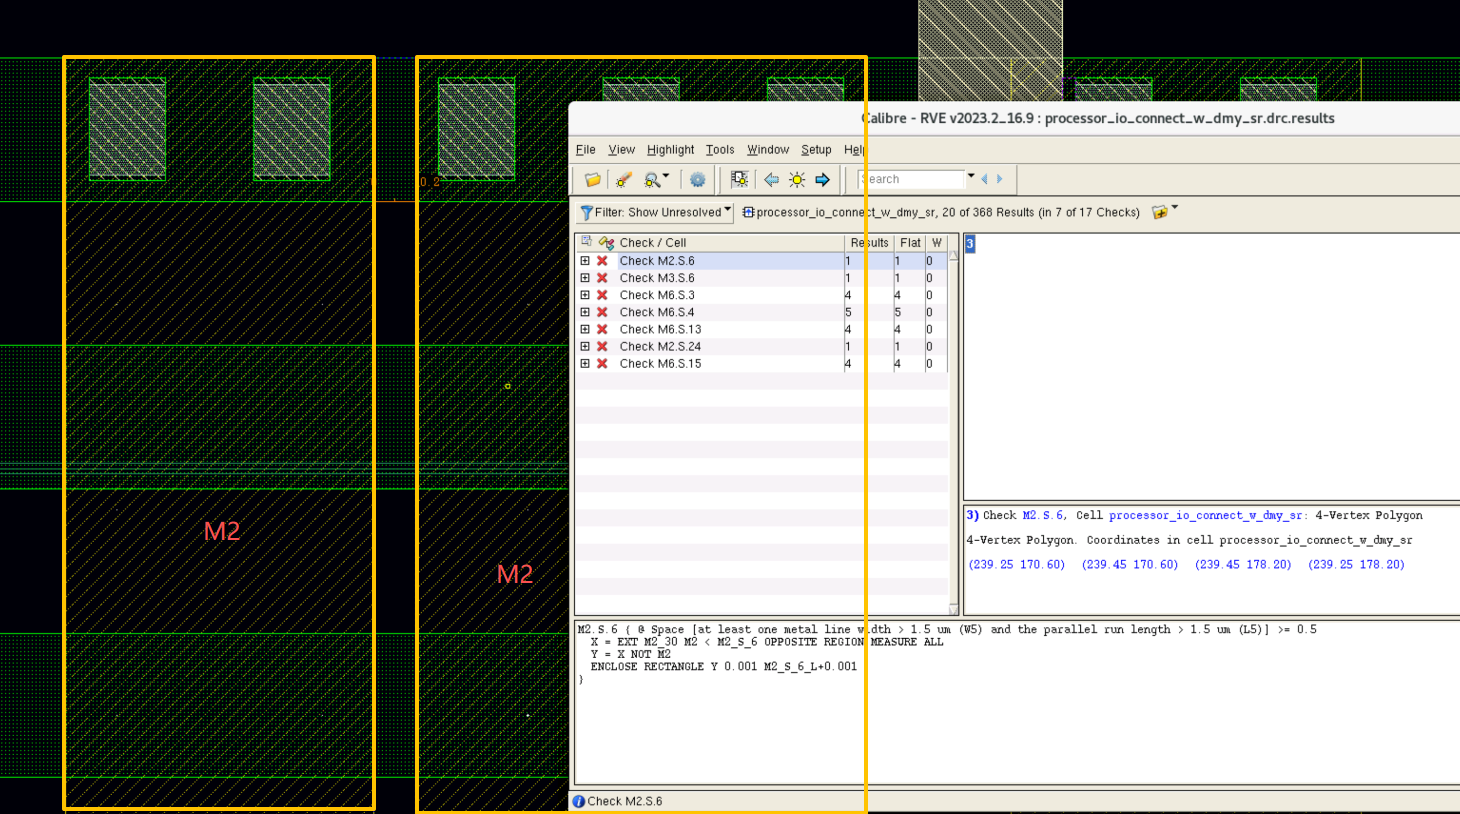 0.2
M2
M2
Calibre - RVE v2023.2_16.9 : processor_io_connect_w_dmy_sr.drc.results
File View Highlight Tools Window Setup Help
Search
Filter: Show Unresolved processor_io_connect_w_dmy_sr, 20 of 368 Results (in 7 of 17 Checks)
Check / Cell Results Flat W
Check M2.S.6 1 1 0
Check M3.S.6 1 1 0
Check M6.S.3 4 4 0
Check M6.S.4 5 5 0
Check M6.S.13 4 4 0
Check M2.S.24 1 1 0
Check M6.S.15 4 4 0
3
3) Check M2.S.6, Cell processor_io_connect_w_dmy_sr: 4-Vertex Polygon
4-Vertex Polygon. Coordinates in cell processor_io_connect_w_dmy_sr
(239.25 170.60) (239.45 170.60) (239.45 178.20) (239.25 178.20)
M2.S.6 { @ Space [at least one metal line width > 1.5 um (W5) and the parallel run length > 1.5 um (L5)] >= 0.5
X = EXT M2_30 M2 < M2_S_6 OPPOSITE REGION MEASURE ALL
Y = X NOT M2
ENCLOSE RECTANGLE Y 0.001 M2_S_6_L+0.001
}
Check M2.S.6